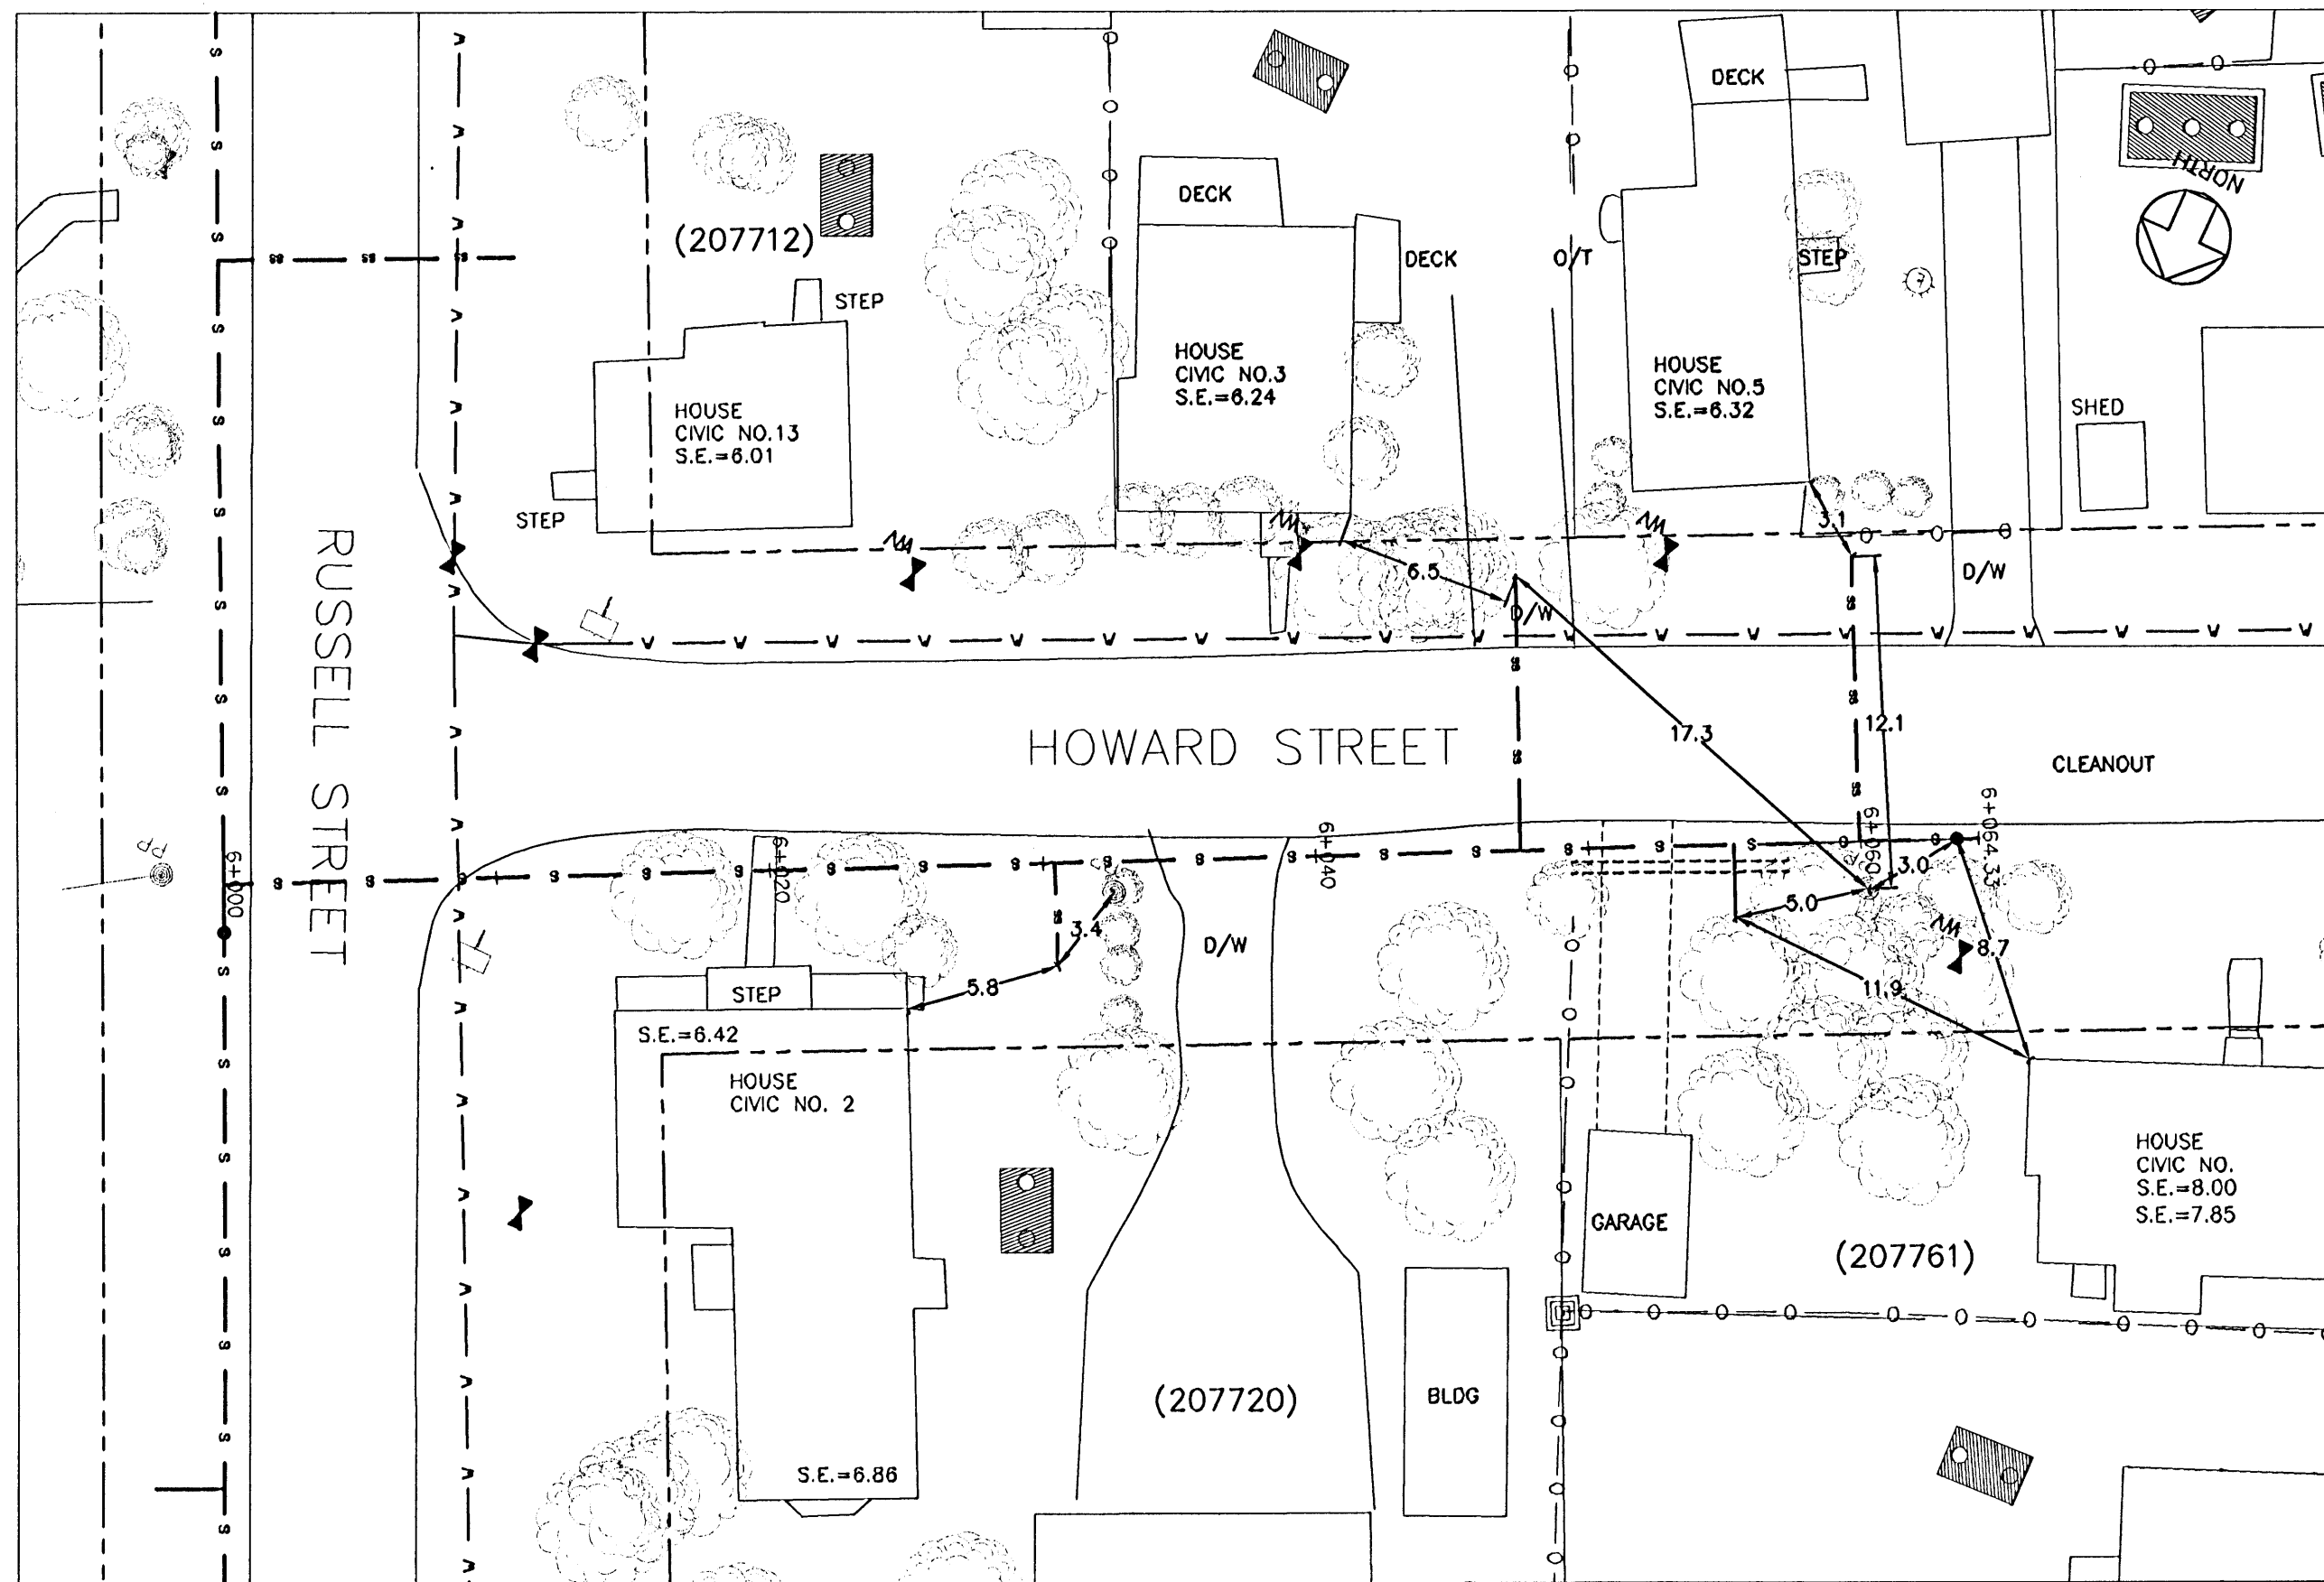 DECK
NORTH
DECK
(207712)
DECK
O/T
STEP
STEP
HOUSE
CIVIC NO.3
S.E.=6.24
HOUSE
CIVIC NO.5
S.E.=6.32
HOUSE
CIVIC NO.13
S.E.=6.01
SHED
STEP
3.1
6.5
D/W
D/W
RUSSELL STREET
HOWARD STREET
17.3
12.1
CLEANOUT
PP
6+000
6+020
6+040
6+060
6+064.33
3.0
5.0
3.4
D/W
8.7
5.8
11.9
STEP
S.E.=6.42
HOUSE
CIVIC NO. 2
HOUSE
CIVIC NO.
S.E.=8.00
S.E.=7.85
GARAGE
(207761)
(207720)
BLDG
S.E.=6.86